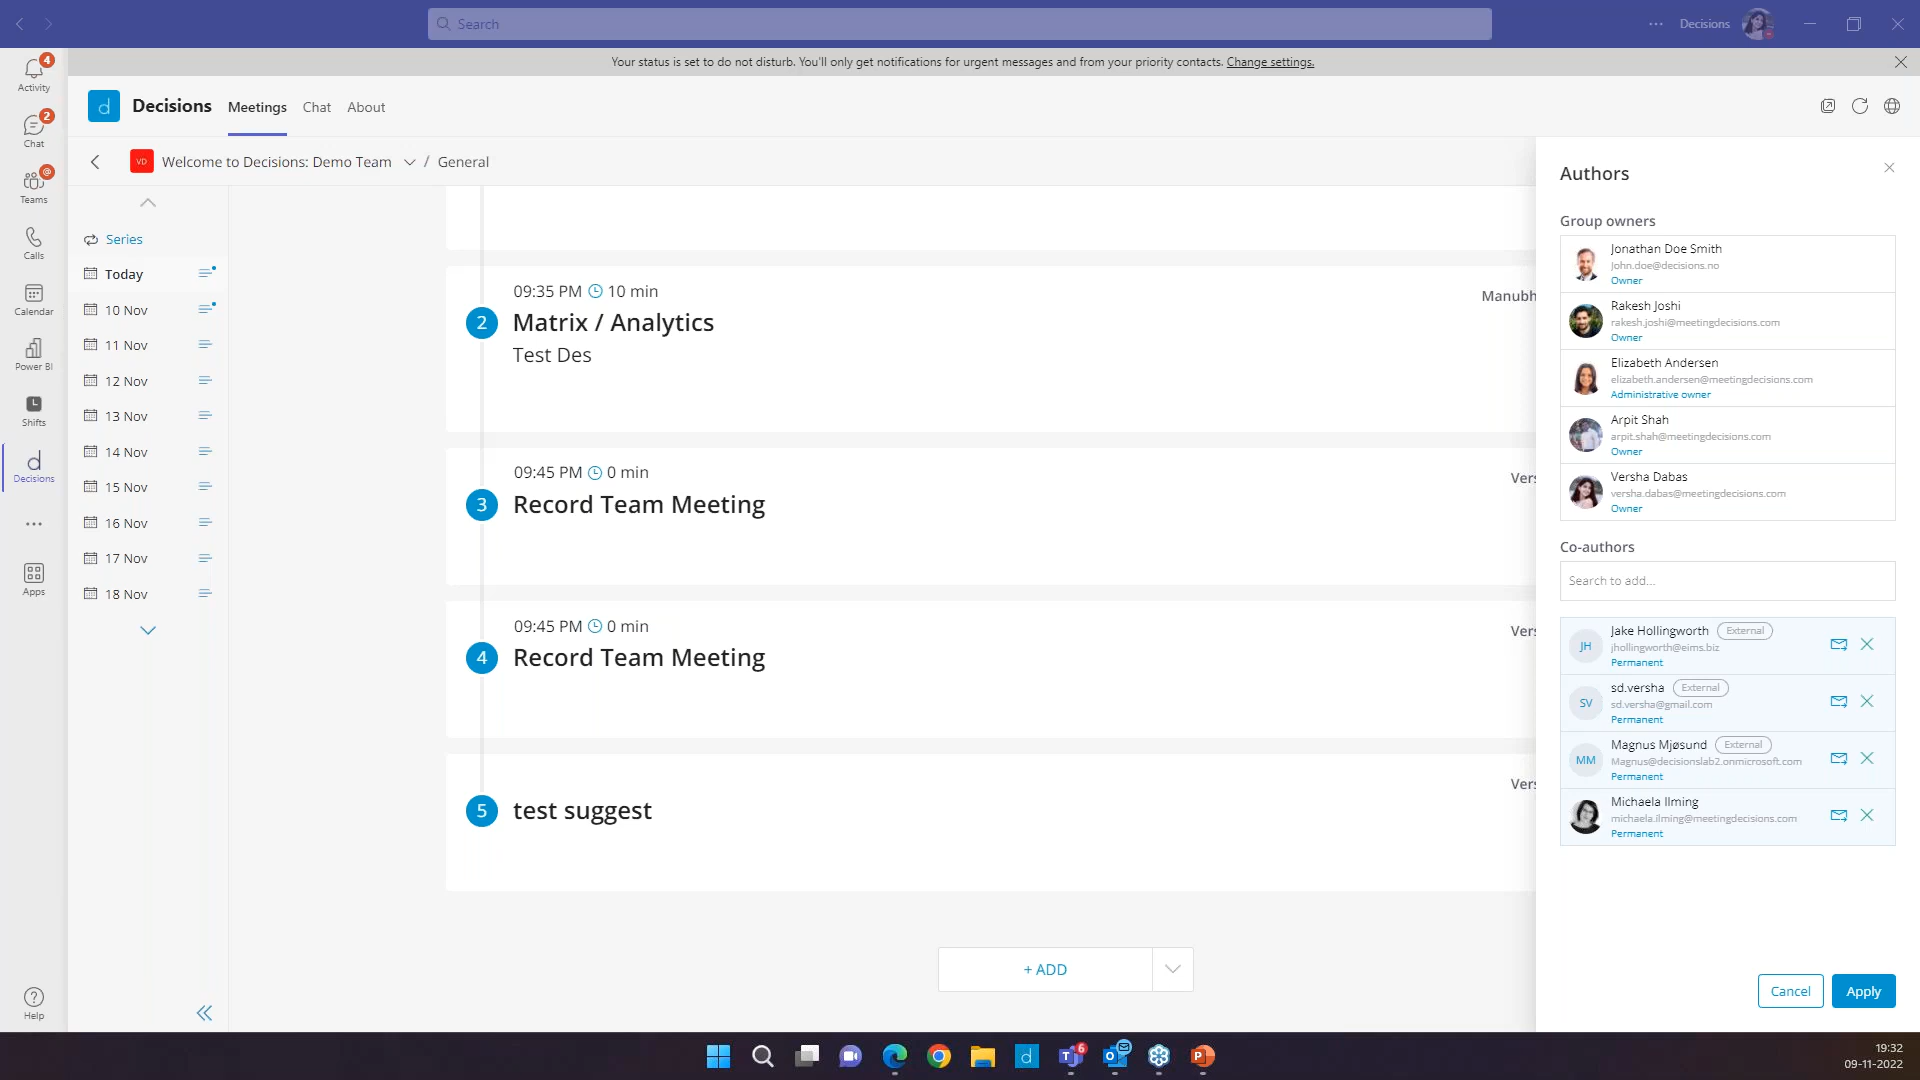 Search
Decisions
4
Activity
2
Chat
@
Teams
Calls
Calendar
Power BI
Shifts
d
Decisions
Apps
Help
Your status is set to do not disturb. You'll only get notifications for urgent messages and from your priority contacts. Change settings.
d Decisions Meetings Chat About
VD Welcome to Decisions: Demo Team / General
Series
Today
10 Nov
11 Nov
12 Nov
13 Nov
14 Nov
15 Nov
16 Nov
17 Nov
18 Nov
09:35 PM 10 min
Manubh
2 Matrix / Analytics
Test Des
09:45 PM 0 min
Vers
3 Record Team Meeting
09:45 PM 0 min
Vers
4 Record Team Meeting
Vers
5 test suggest
+ ADD
Authors
Group owners
Jonathan Doe Smith
John.doe@decisions.no
Owner
Rakesh Joshi
rakesh.joshi@meetingdecisions.com
Owner
Elizabeth Andersen
elizabeth.andersen@meetingdecisions.com
Administrative owner
Arpit Shah
arpit.shah@meetingdecisions.com
Owner
Versha Dabas
versha.dabas@meetingdecisions.com
Owner
Co-authors
Search to add...
JH
Jake Hollingworth External
jhollingworth@eims.biz
Permanent
SV
sd.versha External
sd.versha@gmail.com
Permanent
MM
Magnus Mjøsund External
Magnus@decisionslab2.onmicrosoft.com
Permanent
Michaela Ilming
michaela.ilming@meetingdecisions.com
Permanent
Cancel Apply
d
T
6
O
P
19:32
09-11-2022